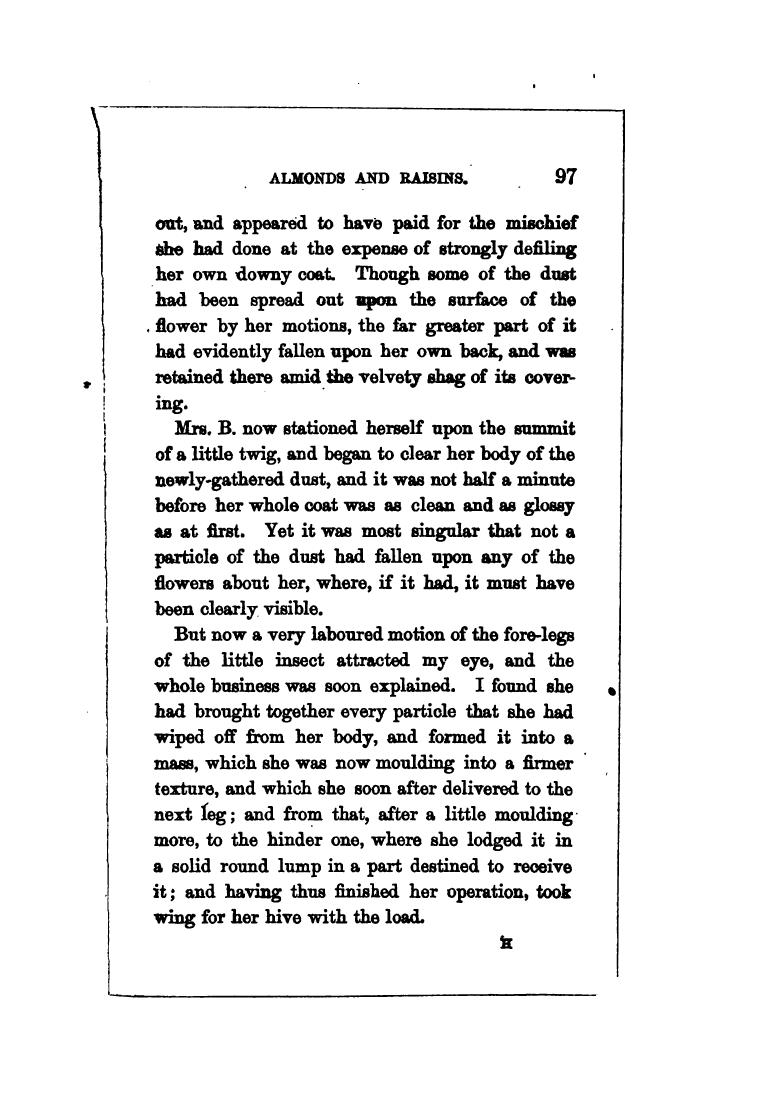 ALMONDS AND RAISINS. 97
out, and appeared to have paid for the mischief
she had done at the expense of strongly defiling
her own downy coat. Though some of the dust
had been spread out upon the surface of the
flower by her motions, the far greater part of it
had evidently fallen upon her own back, and was
retained there amid the velvety shag of its cover-
ing.
Mrs. B. now stationed herself upon the summit
of a little twig, and began to clear her body of the
newly-gathered dust, and it was not half a minute
before her whole coat was as clean and as glossy
as at first. Yet it was most singular that not a
particle of the dust had fallen upon any of the
flowers about her, where, if it had, it must have
been clearly visible.
But now a very laboured motion of the fore-legs
of the little insect attracted my eye, and the
whole business was soon explained. I found she
had brought together every particle that she had
wiped off from her body, and formed it into a
mass, which she was now moulding into a firmer
texture, and which she soon after delivered to the
next leg; and from that, after a little moulding
more, to the hinder one, where she lodged it in
a solid round lump in a part destined to receive
it; and having thus finished her operation, took
wing for her hive with the load.
H